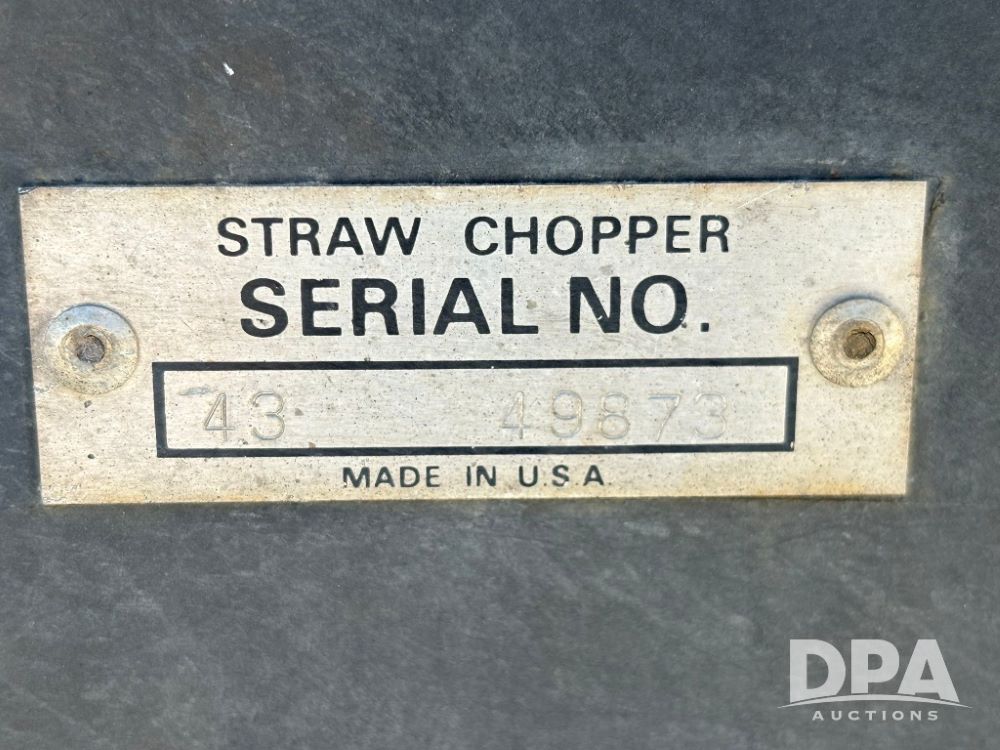 STRAW CHOPPER
SERIAL NO.
43 49873
MADE IN U.S.A
DPA
AUCTIONS